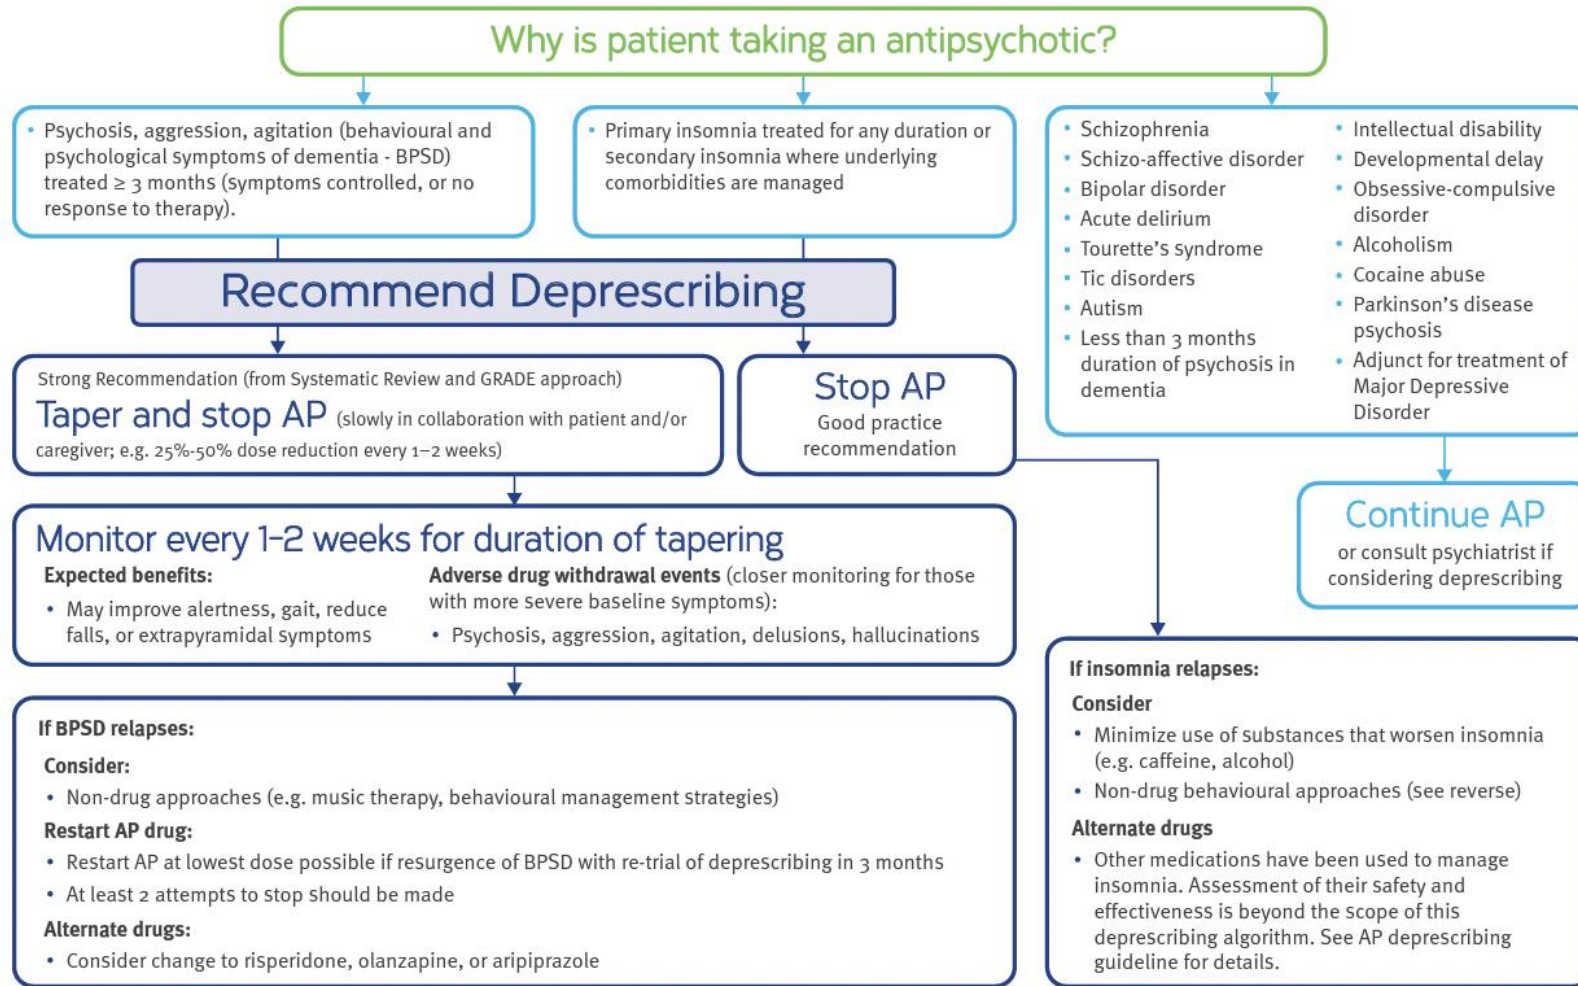 Why is patient taking an antipsychotic?
• Psychosis, aggression, agitation (behavioural and
psychological symptoms of dementia - BPSD)
treated ≥ 3 months (symptoms controlled, or no
response to therapy).
• Primary insomnia treated for any duration or
secondary insomnia where underlying
comorbidities are managed
• Schizophrenia
• Schizo-affective disorder
• Bipolar disorder
• Acute delirium
• Tourette's syndrome
• Tic disorders
• Autism
• Less than 3 months
duration of psychosis in
dementia
• Intellectual disability
• Developmental delay
• Obsessive-compulsive
disorder
• Alcoholism
• Cocaine abuse
• Parkinson's disease
psychosis
• Adjunct for treatment of
Major Depressive
Disorder
Recommend Deprescribing
Strong Recommendation (from Systematic Review and GRADE approach)
Taper and stop AP (slowly in collaboration with patient and/or
caregiver; e.g. 25%-50% dose reduction every 1–2 weeks)
Stop AP
Good practice
recommendation
Continue AP
or consult psychiatrist if
considering deprescribing
Monitor every 1-2 weeks for duration of tapering
Expected benefits:
• May improve alertness, gait, reduce
falls, or extrapyramidal symptoms
Adverse drug withdrawal events (closer monitoring for those
with more severe baseline symptoms):
• Psychosis, aggression, agitation, delusions, hallucinations
If BPSD relapses:
Consider:
• Non-drug approaches (e.g. music therapy, behavioural management strategies)
Restart AP drug:
• Restart AP at lowest dose possible if resurgence of BPSD with re-trial of deprescribing in 3 months
• At least 2 attempts to stop should be made
Alternate drugs:
• Consider change to risperidone, olanzapine, or aripiprazole
If insomnia relapses:
Consider
• Minimize use of substances that worsen insomnia
(e.g. caffeine, alcohol)
• Non-drug behavioural approaches (see reverse)
Alternate drugs
• Other medications have been used to manage
insomnia. Assessment of their safety and
effectiveness is beyond the scope of this
deprescribing algorithm. See AP deprescribing
guideline for details.